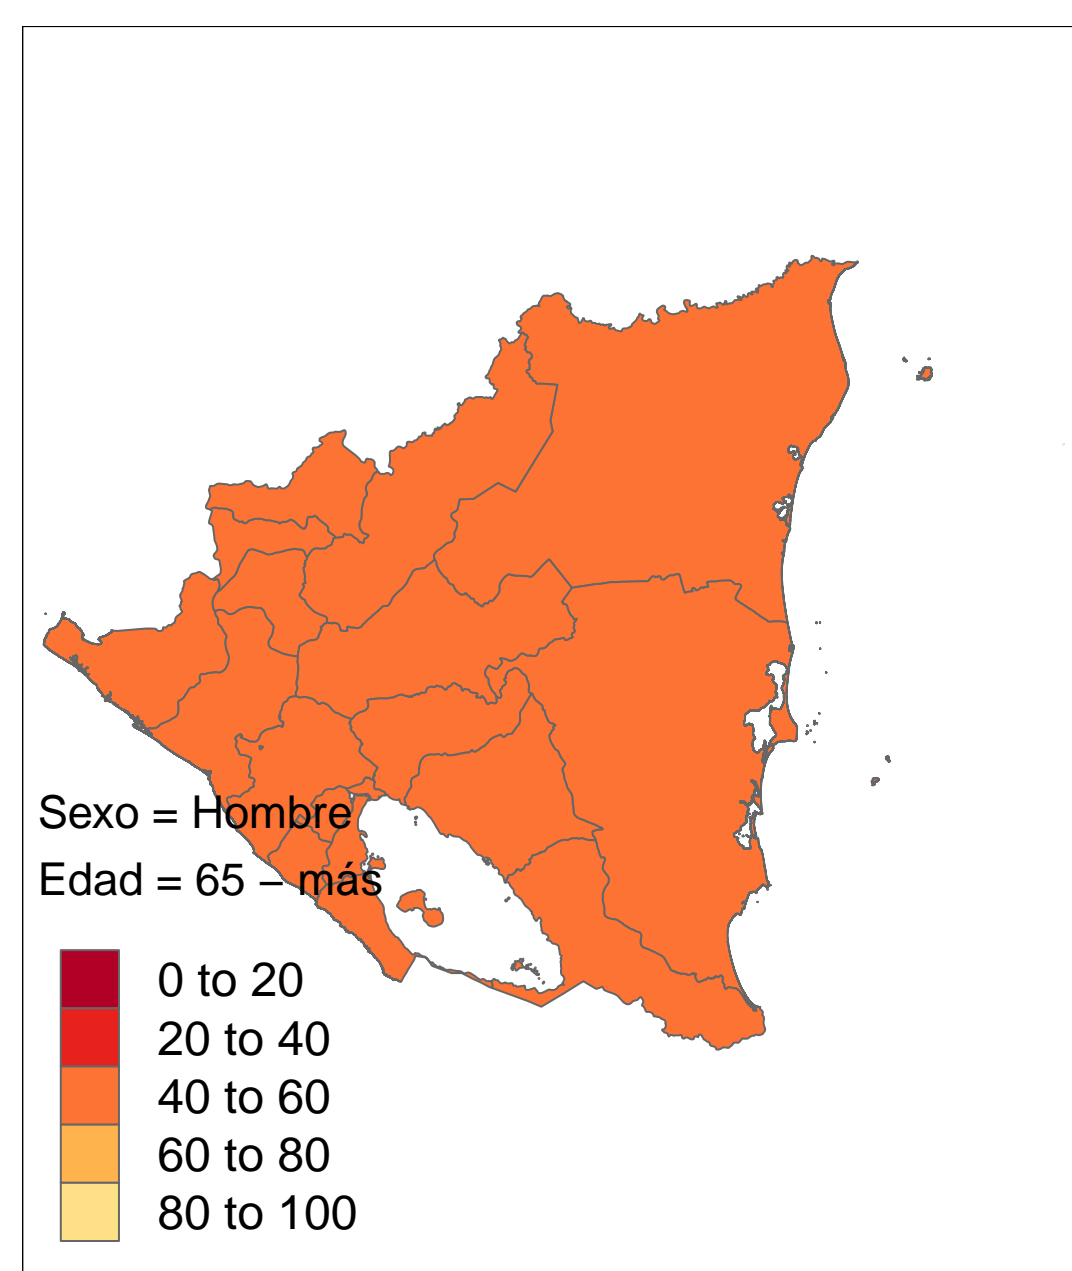 Sexo = Hombre
Edad = 65 – más
0 to 20
20 to 40
40 to 60
60 to 80
80 to 100